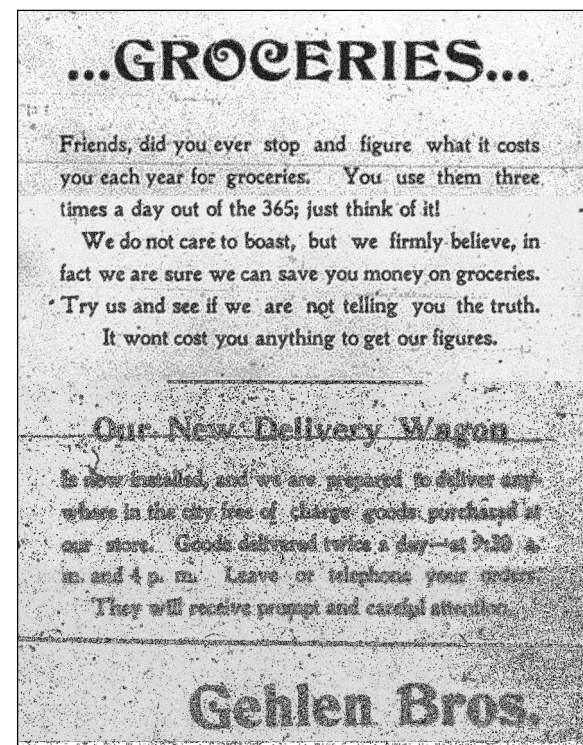 ...GROCERIES...
Friends, did you ever stop and figure what it costs
you each year for groceries. You use them three
times a day out of the 365; just think of it!
We do not care to boast, but we firmly believe, in
fact we are sure we can save you money on groceries.
Try us and see if we are not telling you the truth.
It wont cost you anything to get our figures.
Our New Delivery Wagon
Is now installed, and we are prepared to deliver any-
where in the city free of charge goods purchased at
our store. Goods delivered twice a day—at 9:20 a.
m. and 4 p. m. Leave or telephone your orders.
They will receive prompt and careful attention.
Gehlen Bros.